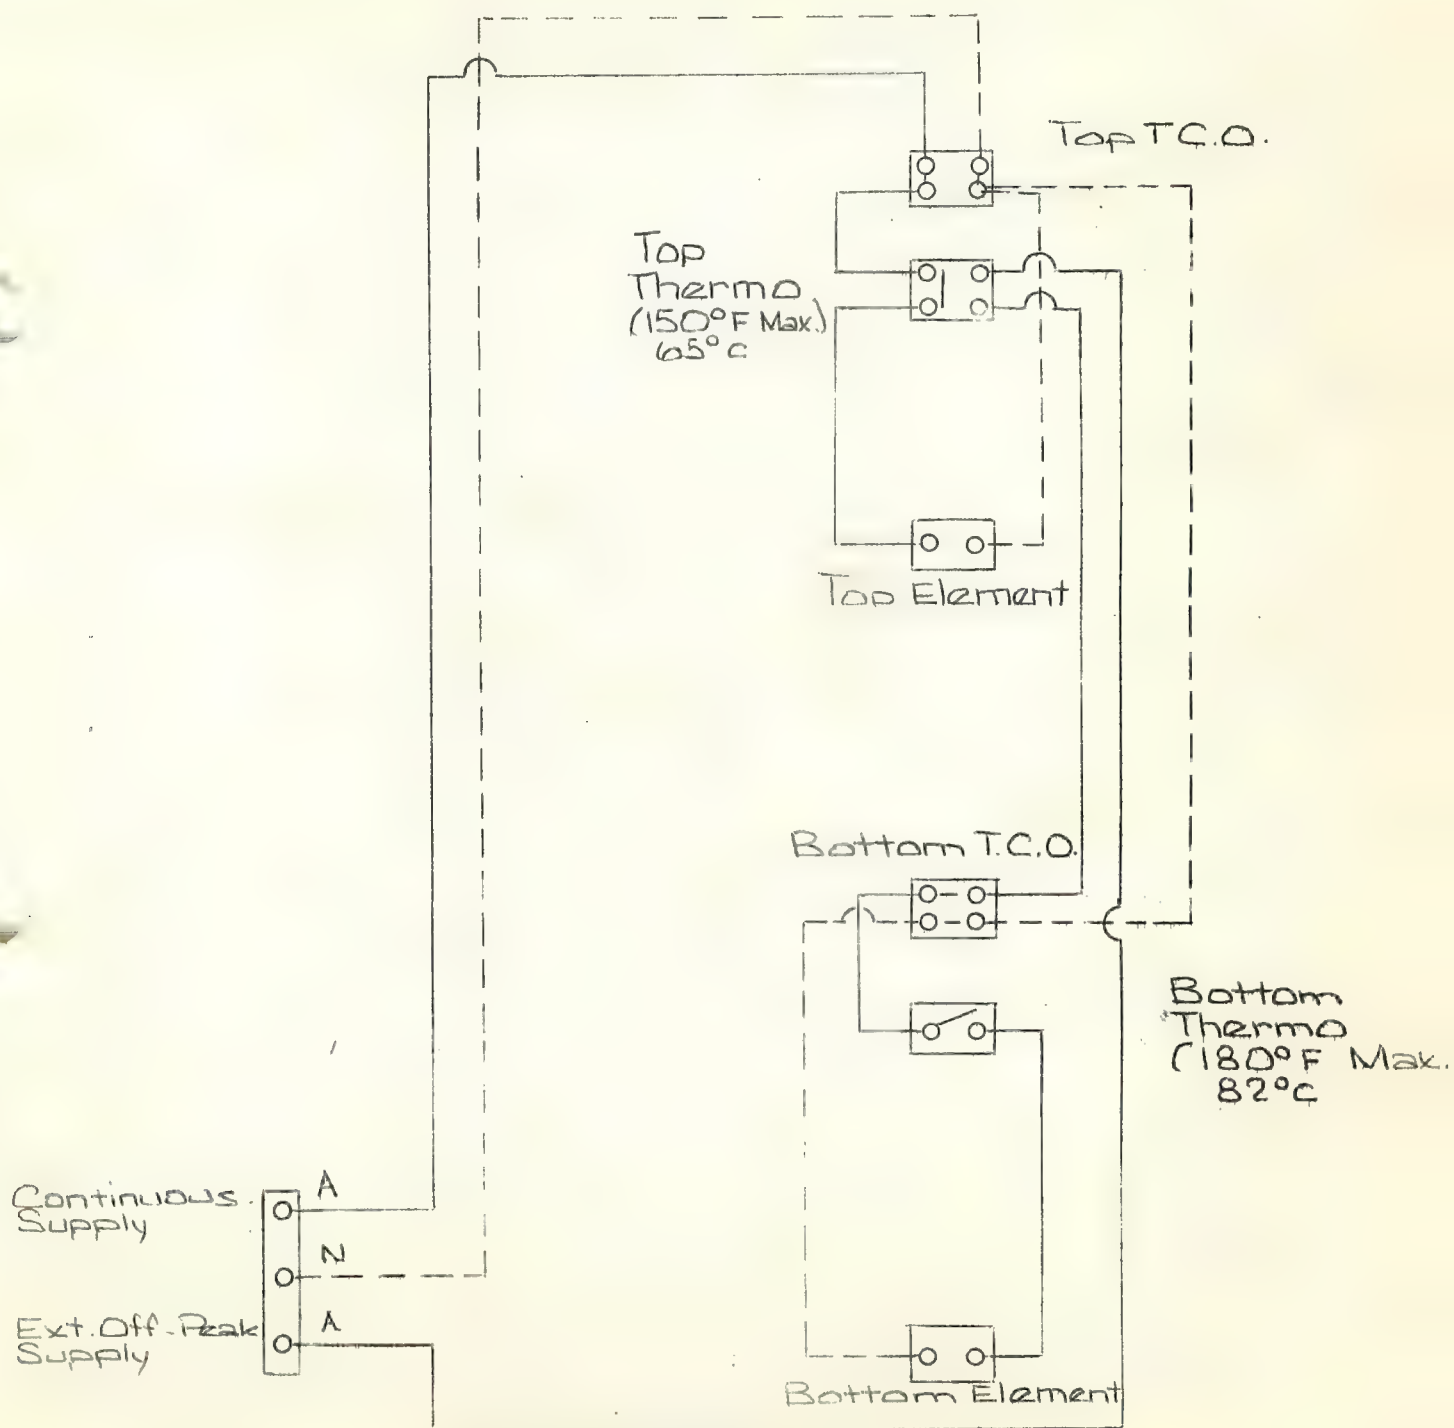 Top T.C.O.
Top
Thermo
(150°F Max.)
65°C
Top Element
Bottom T.C.O.
Bottom
Thermo
(180°F Max.
82°C
Continuous
Supply
A
N
Ext. Off-Peak
Supply
A
Bottom Element